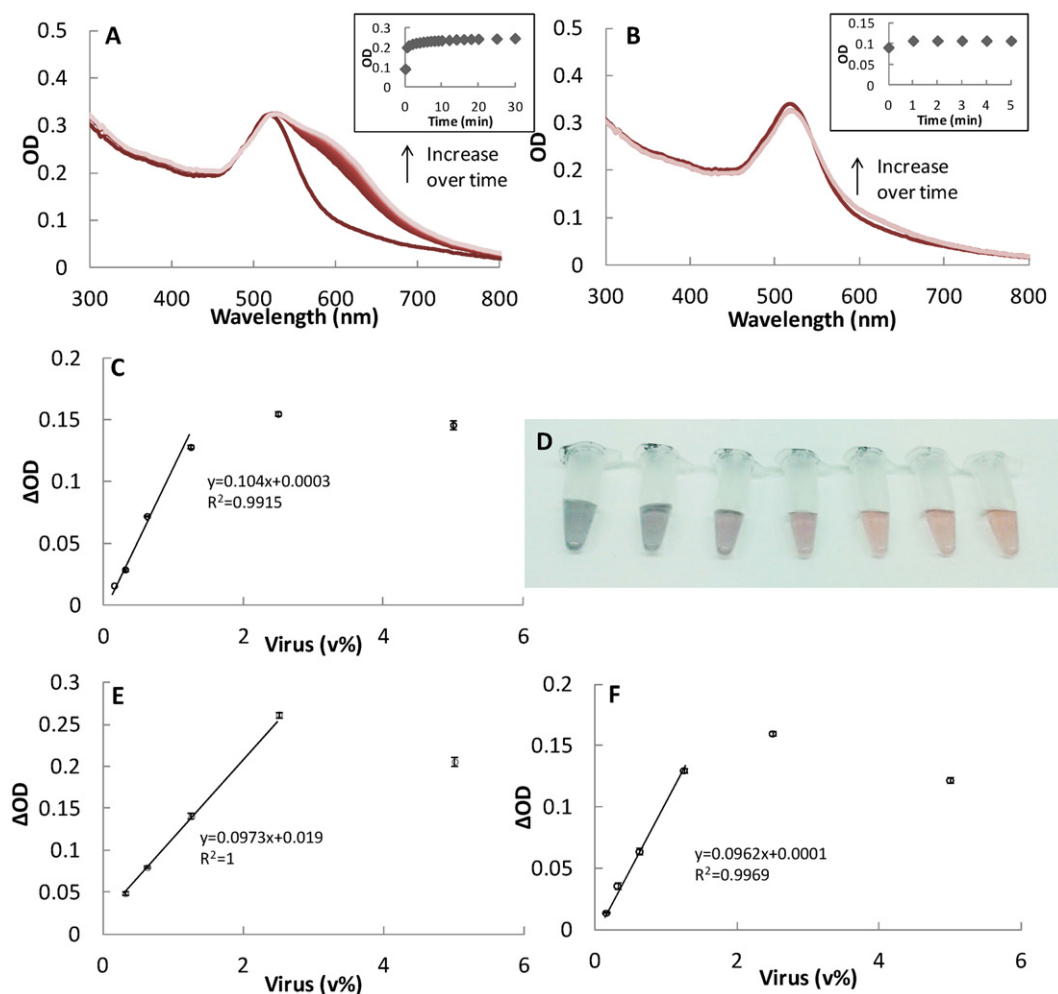 A
0.5
0.4
0.3
0.2
0.1
0
OD
300 400 500 600 700 800
Wavelength (nm)
Increase
over time
0.3
0.2
0.1
0
OD
0 10 20 30
Time (min)
B
0.5
0.4
0.3
0.2
0.1
0
OD
300 400 500 600 700 800
Wavelength (nm)
Increase
over time
0.15
0.1
0.05
0
OD
0 1 2 3 4 5
Time (min)
C
0.2
0.15
0.1
0.05
0
ΔOD
y=0.104x+0.0003
R²=0.9915
0 2 4 6
Virus (v%)
D
E
0.3
0.25
0.2
0.15
0.1
0.05
0
ΔOD
y=0.0973x+0.019
R²=1
0 2 4 6
Virus (v%)
F
0.2
0.15
0.1
0.05
0
ΔOD
y=0.0962x+0.0001
R²=0.9969
0 2 4 6
Virus (v%)